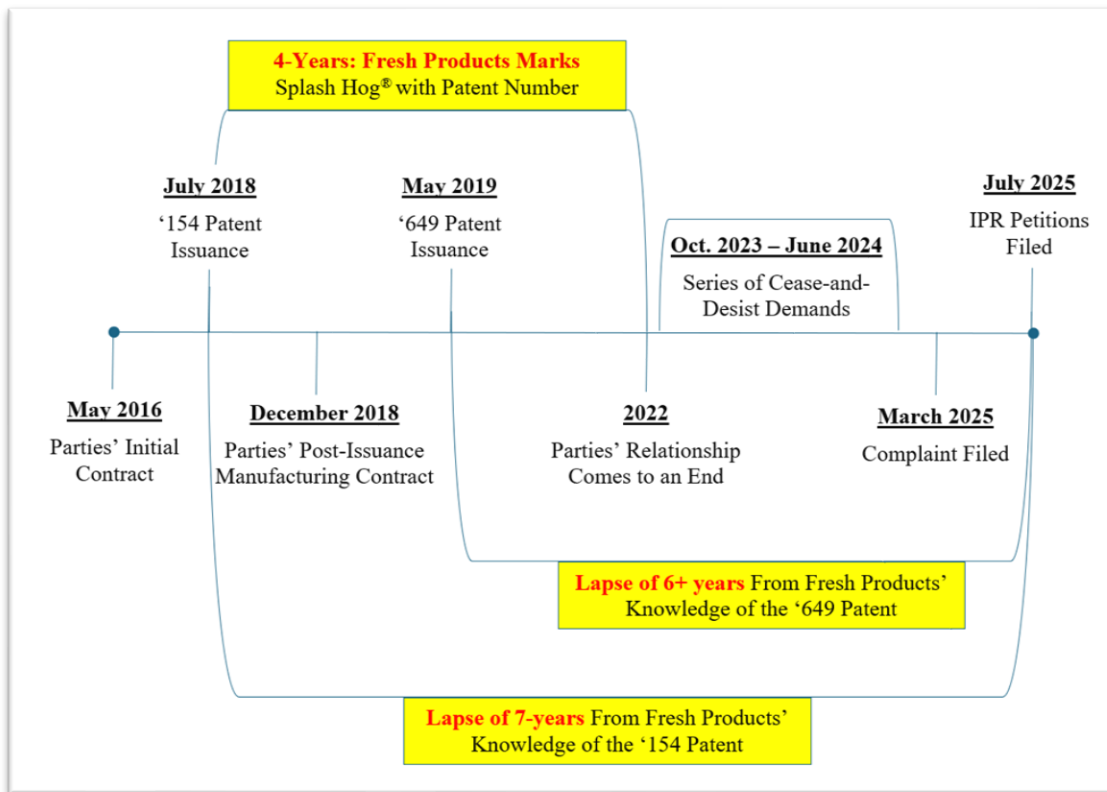 4-Years: Fresh Products Marks
Splash Hog® with Patent Number
July 2018
‘154 Patent
Issuance
May 2019
‘649 Patent
Issuance
Oct. 2023 – June 2024
Series of Cease-and-
Desist Demands
July 2025
IPR Petitions
Filed
May 2016
Parties’ Initial
Contract
December 2018
Parties’ Post-Issuance
Manufacturing Contract
2022
Parties’ Relationship
Comes to an End
March 2025
Complaint Filed
Lapse of 6+ years From Fresh Products’
Knowledge of the ‘649 Patent
Lapse of 7-years From Fresh Products’
Knowledge of the ‘154 Patent